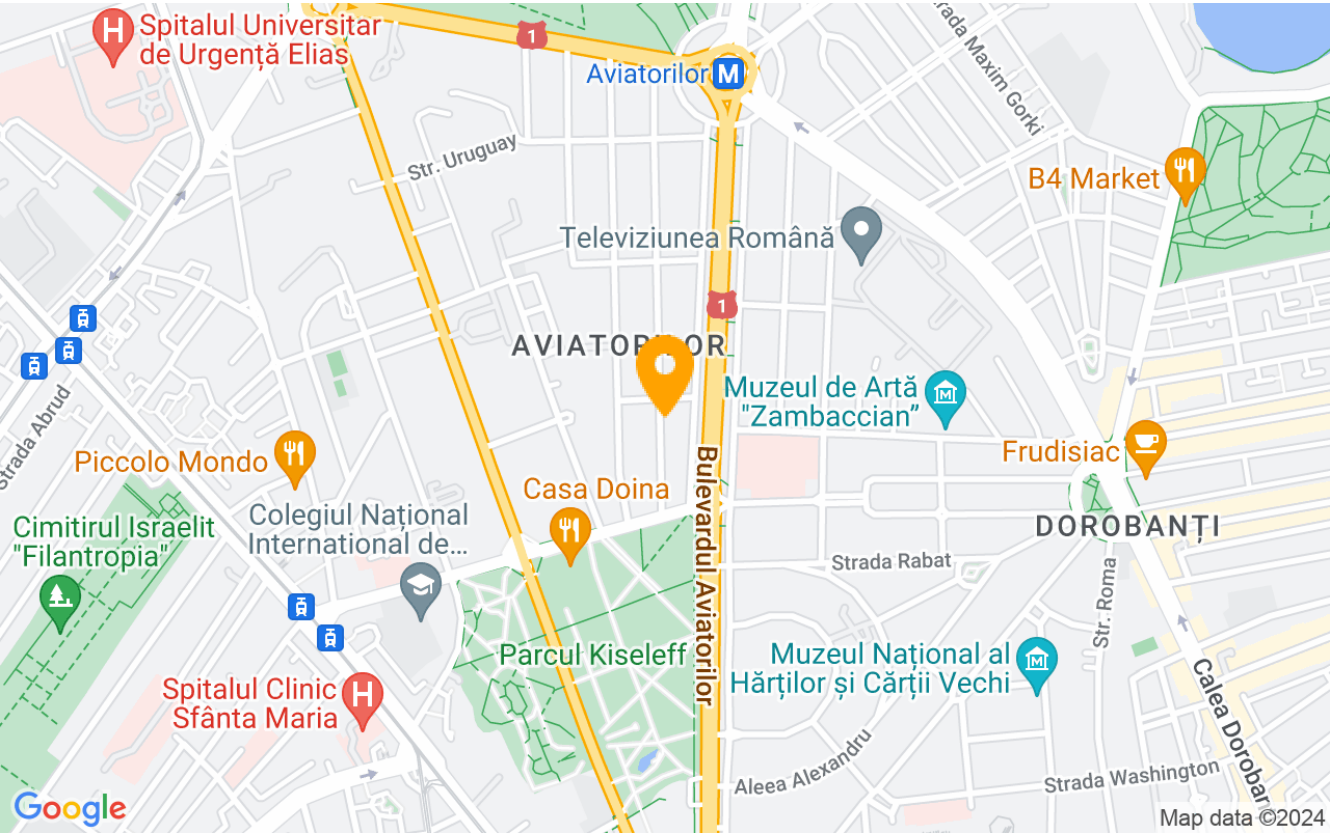 Spitalul Universitar
de Urgență Elias
1
Aviatorilor
M
Strada Maxim Gorki
Str. Uruguay
B4 Market
Televiziunea Română
1
AVIATORILOR
Muzeul de Artă
"Zambaccian”
Strada Abrud
Piccolo Mondo
Frudisiac
Casa Doina
Bulevardul Aviatorilor
Colegiul Național
Internațional de...
Cimitirul Israelit
"Filantropia"
DOROBANȚI
Strada Rabat
Str. Roma
Parcul Kiseleff
Muzeul Național al
Hărților și Cărții Vechi
Spitalul Clinic
Sfânta Maria
Calea Doroban
Aleea Alexandru
Strada Washington
Google
Map data ©2024